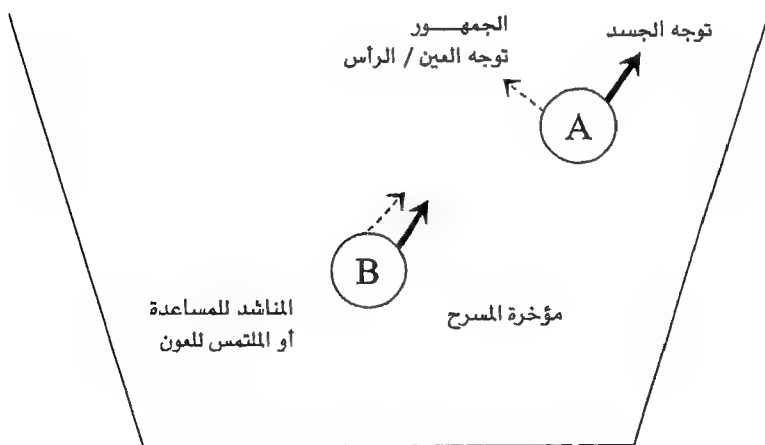 الجمهـــور
توجه العين / الرأس
توجه الجسد
A
B
المناشد للمساعدة
أو الملتمس للعون
مؤخرة المسرح